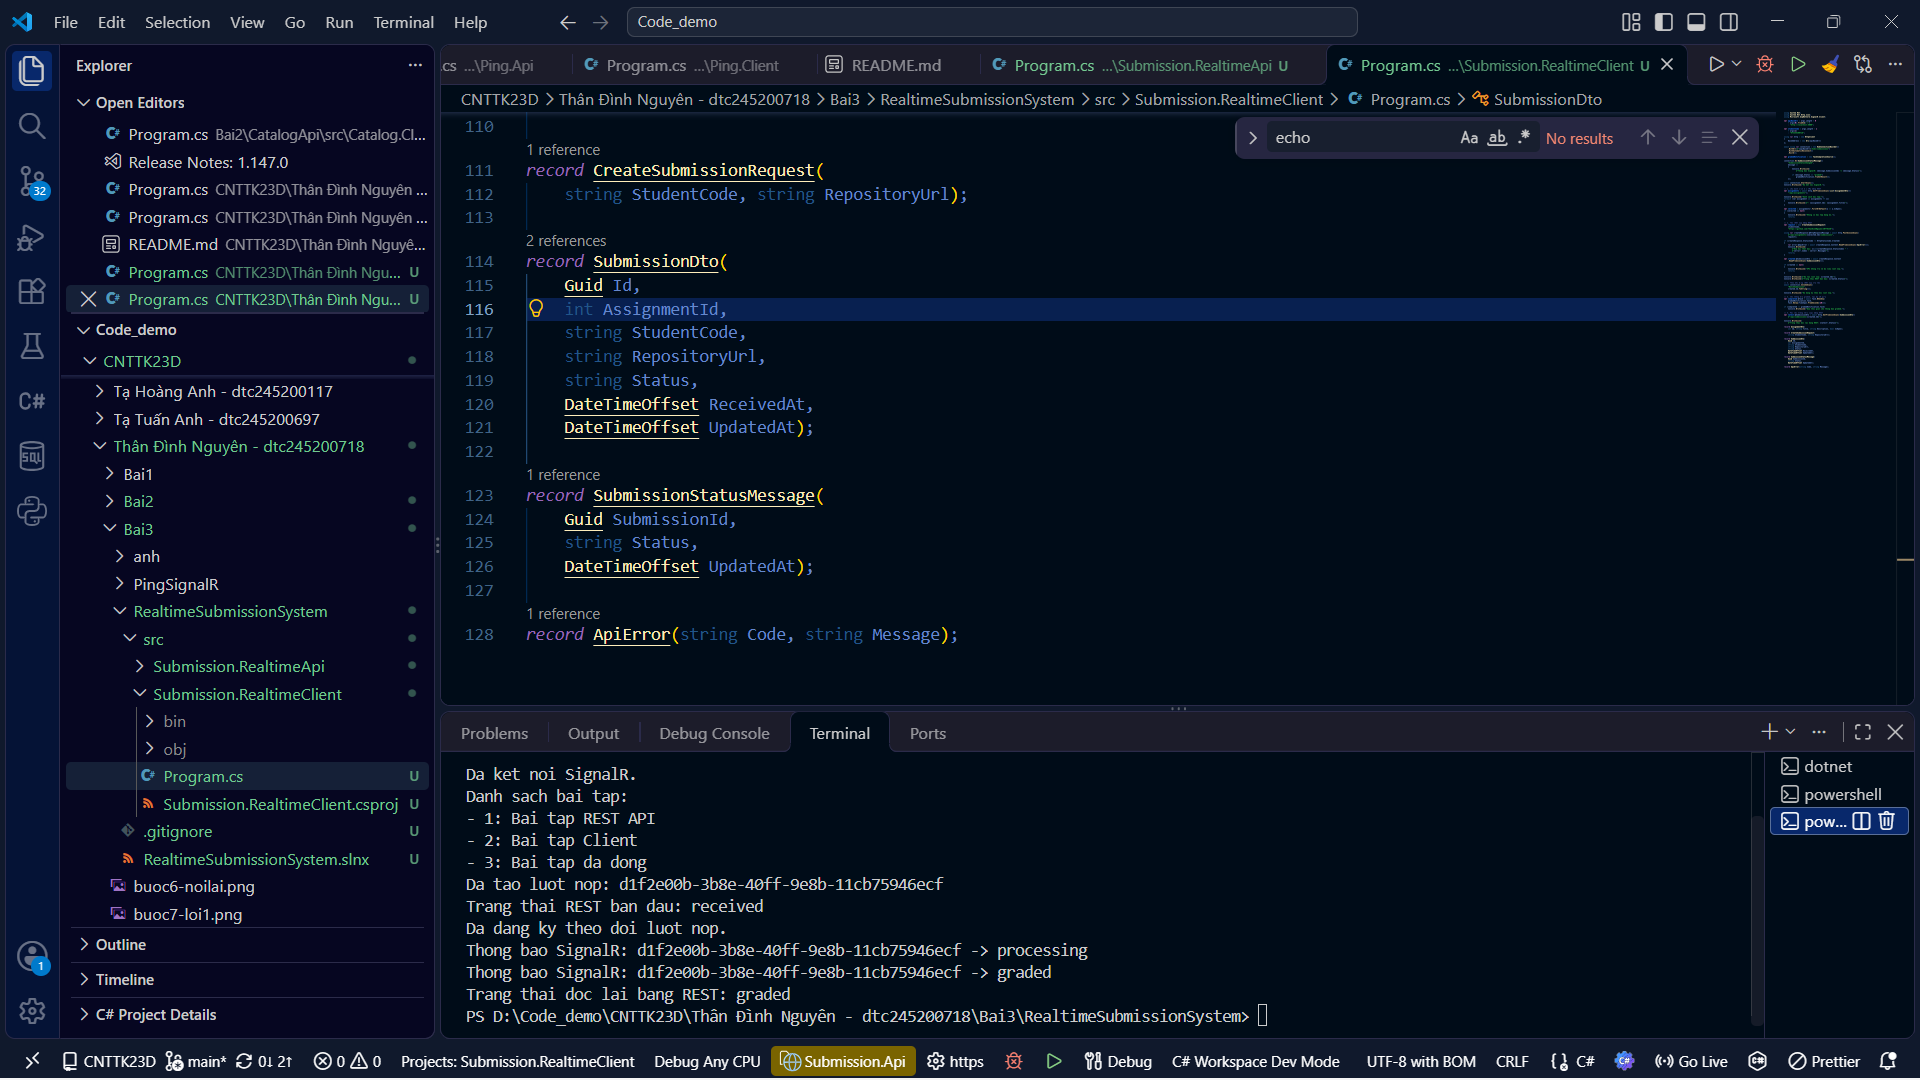 File Edit Selection View Go Run Terminal Help
Code_demo
Explorer
Open Editors
Program.cs Bai2\CatalogApi\src\Catalog.Cl...
Release Notes: 1.147.0
Program.cs CNTTK23D\Thân Đình Nguyên ...
Program.cs CNTTK23D\Thân Đình Nguyên ...
README.md CNTTK23D\Thân Đình Nguyê...
Program.cs CNTTK23D\Thân Đình Ngu... U
Program.cs CNTTK23D\Thân Đình Ngu... U
Code_demo
CNTTK23D
Tạ Hoàng Anh - dtc245200117
Tạ Tuấn Anh - dtc245200697
Thân Đình Nguyên - dtc245200718
Bai1
Bai2
Bai3
anh
PingSignalR
RealtimeSubmissionSystem
src
Submission.RealtimeApi
Submission.RealtimeClient
bin
obj
Program.cs U
Submission.RealtimeClient.csproj U
.gitignore U
RealtimeSubmissionSystem.slnx U
buoc6-noilai.png
buoc7-loi1.png
Outline
Timeline
C# Project Details
32
C#
SQL
1
.cs ...\Ping.Api
Program.cs ...\Ping.Client
README.md
Program.cs ...\Submission.RealtimeApi U
Program.cs ...\Submission.RealtimeClient U
CNTTK23D > Thân Đình Nguyên - dtc245200718 > Bai3 > RealtimeSubmissionSystem > src > Submission.RealtimeClient > Program.cs > SubmissionDto
echo Aa ab .* No results
110
1 reference
111 record CreateSubmissionRequest(
112 string StudentCode, string RepositoryUrl);
113
2 references
114 record SubmissionDto(
115 Guid Id,
116 int AssignmentId,
117 string StudentCode,
118 string RepositoryUrl,
119 string Status,
120 DateTimeOffset ReceivedAt,
121 DateTimeOffset UpdatedAt);
122
1 reference
123 record SubmissionStatusMessage(
124 Guid SubmissionId,
125 string Status,
126 DateTimeOffset UpdatedAt);
127
1 reference
128 record ApiError(string Code, string Message);
Problems Output Debug Console Terminal Ports
Da ket noi SignalR.
Danh sach bai tap:
- 1: Bai tap REST API
- 2: Bai tap Client
- 3: Bai tap da dong
Da tao luot nop: d1f2e00b-3b8e-40ff-9e8b-11cb75946ecf
Trang thai REST ban dau: received
Da dang ky theo doi luot nop.
Thong bao SignalR: d1f2e00b-3b8e-40ff-9e8b-11cb75946ecf -> processing
Thong bao SignalR: d1f2e00b-3b8e-40ff-9e8b-11cb75946ecf -> graded
Trang thai doc lai bang REST: graded
PS D:\Code_demo\CNTTK23D\Thân Đình Nguyên - dtc245200718\Bai3\RealtimeSubmissionSystem>
dotnet
powershell
pow...
CNTTK23D main* 0↓ 2↑ 0 0 Projects: Submission.RealtimeClient Debug Any CPU Submission.Api https Debug C# Workspace Dev Mode UTF-8 with BOM CRLF {} C# Go Live Prettier